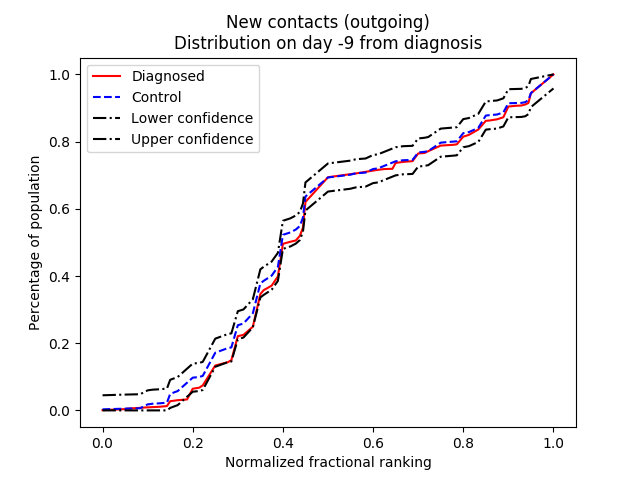 New contacts (outgoing)
Distribution on day -9 from diagnosis
Diagnosed
Control
Lower confidence
Upper confidence
Percentage of population
1.0
0.8
0.6
0.4
0.2
0.0
0.0 0.2 0.4 0.6 0.8 1.0
Normalized fractional ranking